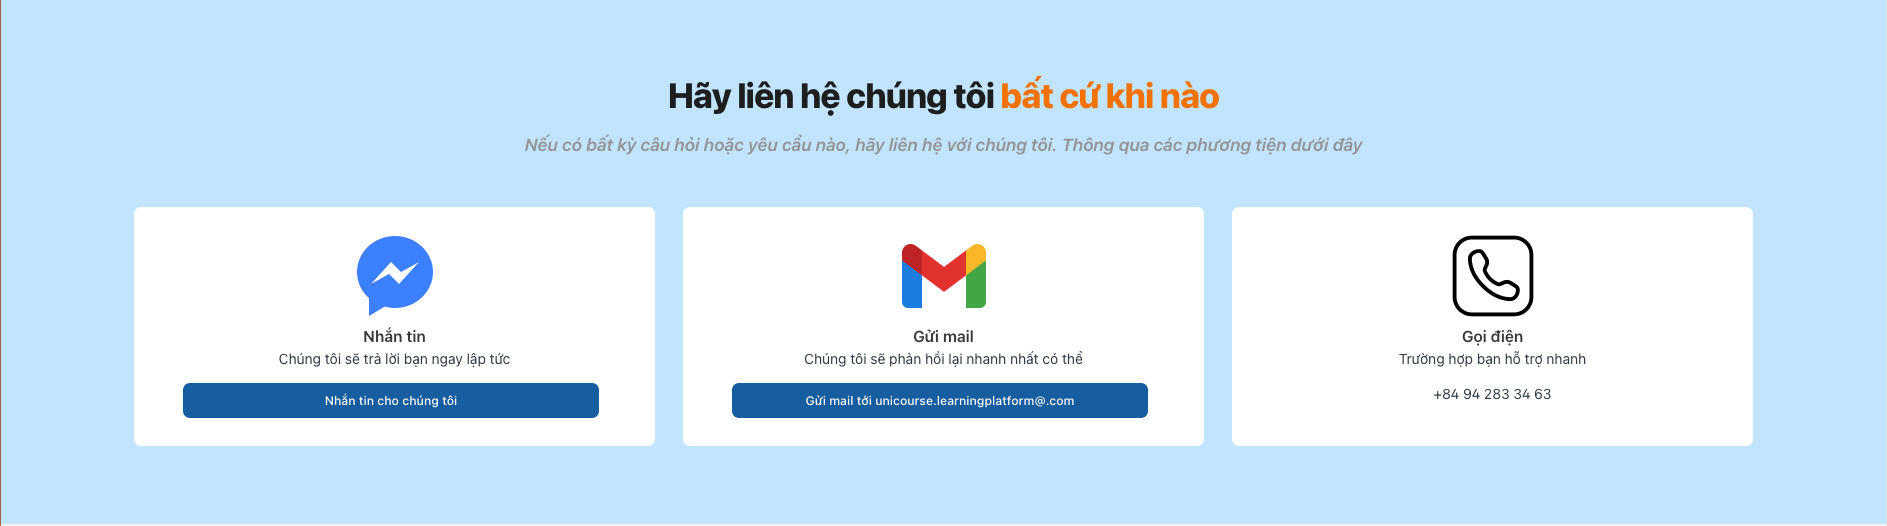 Hãy liên hệ chúng tôi bất cứ khi nào
Nếu có bất kỳ câu hỏi hoặc yêu cầu nào, hãy liên hệ với chúng tôi. Thông qua các phương tiện dưới đây
Nhắn tin
Chúng tôi sẽ trả lời bạn ngay lập tức
Nhắn tin cho chúng tôi
Gửi mail
Chúng tôi sẽ phản hồi lại nhanh nhất có thể
Gửi mail tới unicourse.learningplatform@.com
Gọi điện
Trường hợp bạn hỗ trợ nhanh
+84 94 283 34 63